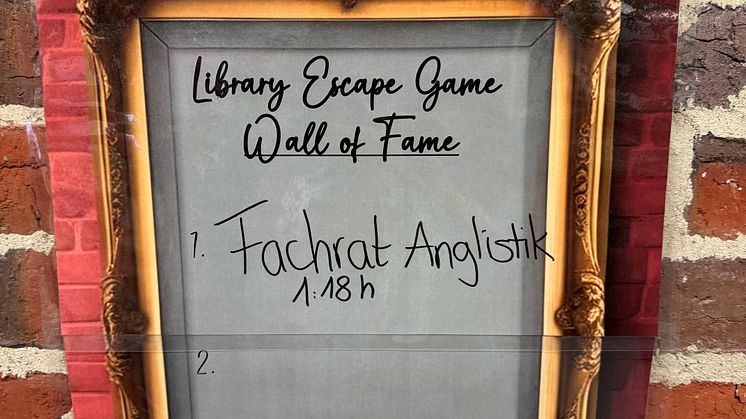 Library Escape Game
Wall of Fame
1. Fachrat Anglistik
1:18 h
2.